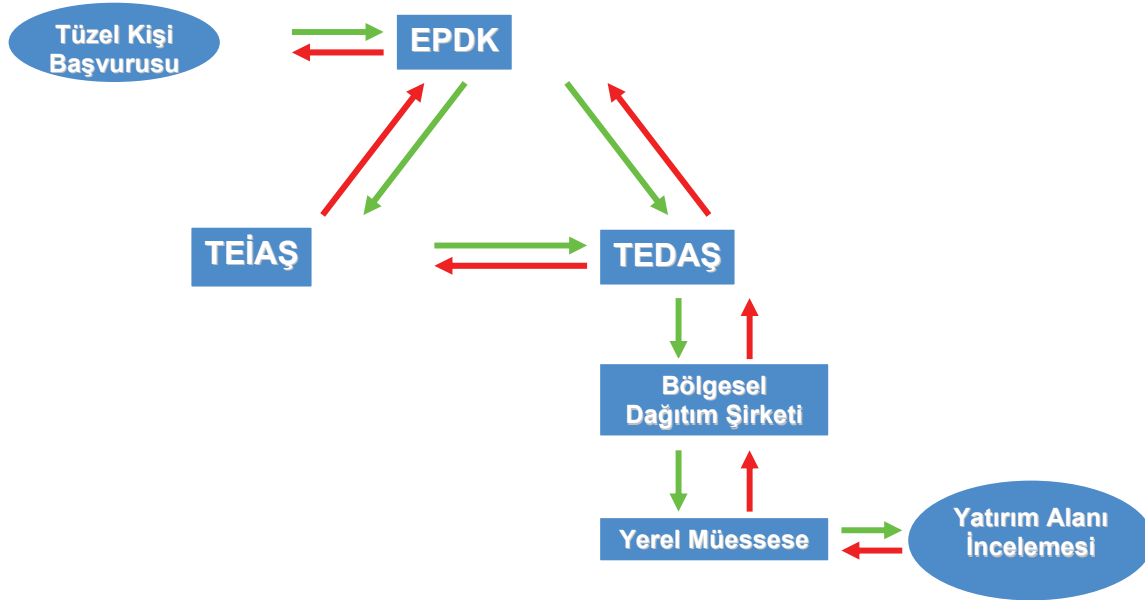 Tüzel Kişi
Başvurusu
EPDK
TEİAŞ
TEDAŞ
Bölgesel
Dağıtım Şirketi
Yerel Müessese
Yatırım Alanı
İncelemesi